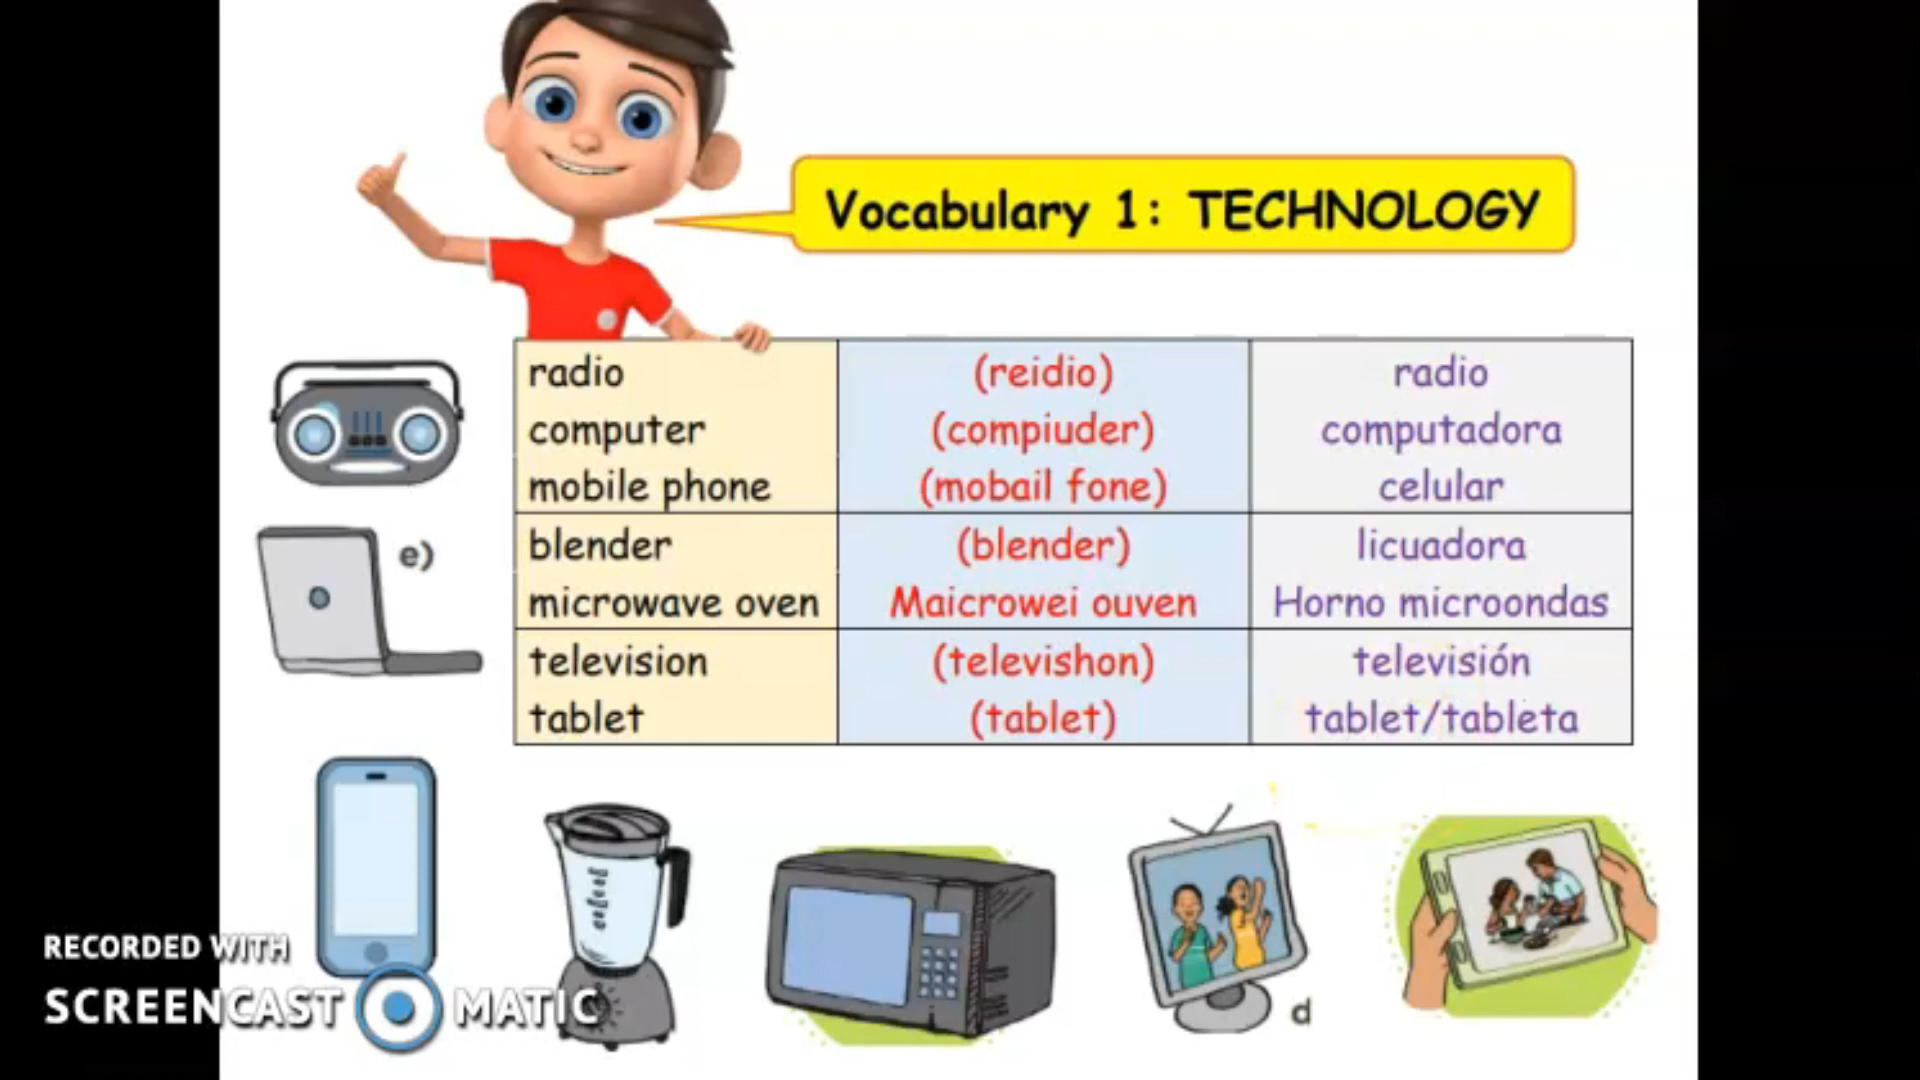 Vocabulary 1: TECHNOLOGY
radio (reidio) radio
computer (compiuder) computadora
mobile phone (mobail fone) celular
blender (blender) licuadora
microwave oven Maicrowei ouven Horno microondas
television (televishon) televisión
tablet (tablet) tablet/tableta
e)
d
RECORDED WITH
SCREENCAST MATIC